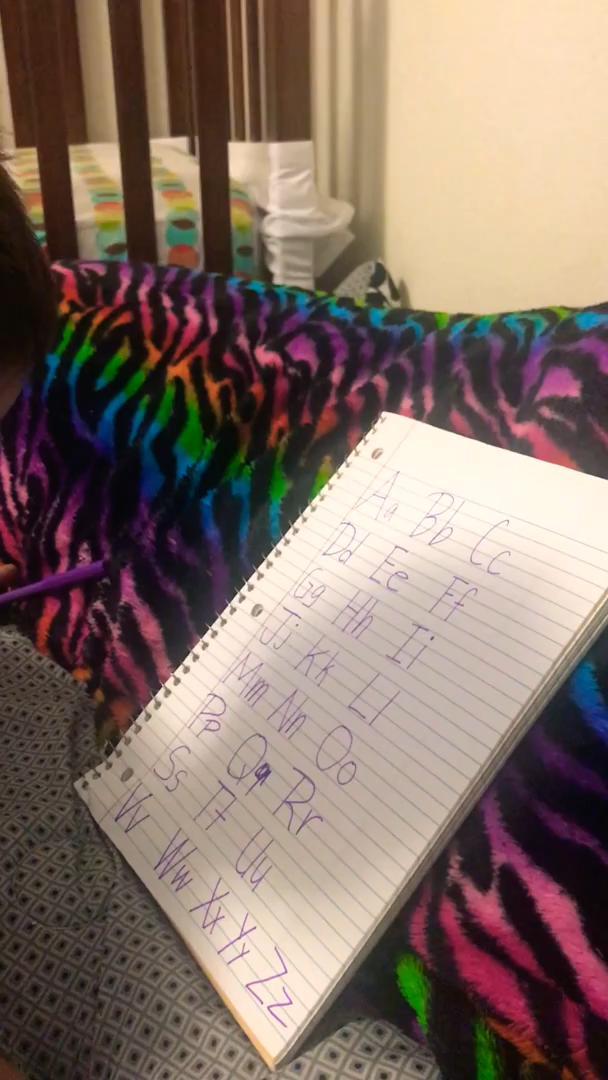 Aa Bb Cc
Dd Ee Ff
Gg Hh Ii
Jj Kk Ll
Mm Nn Oo
Pp Qq Rr
Ss Tt Uu
Vv Ww Xx Yy Zz